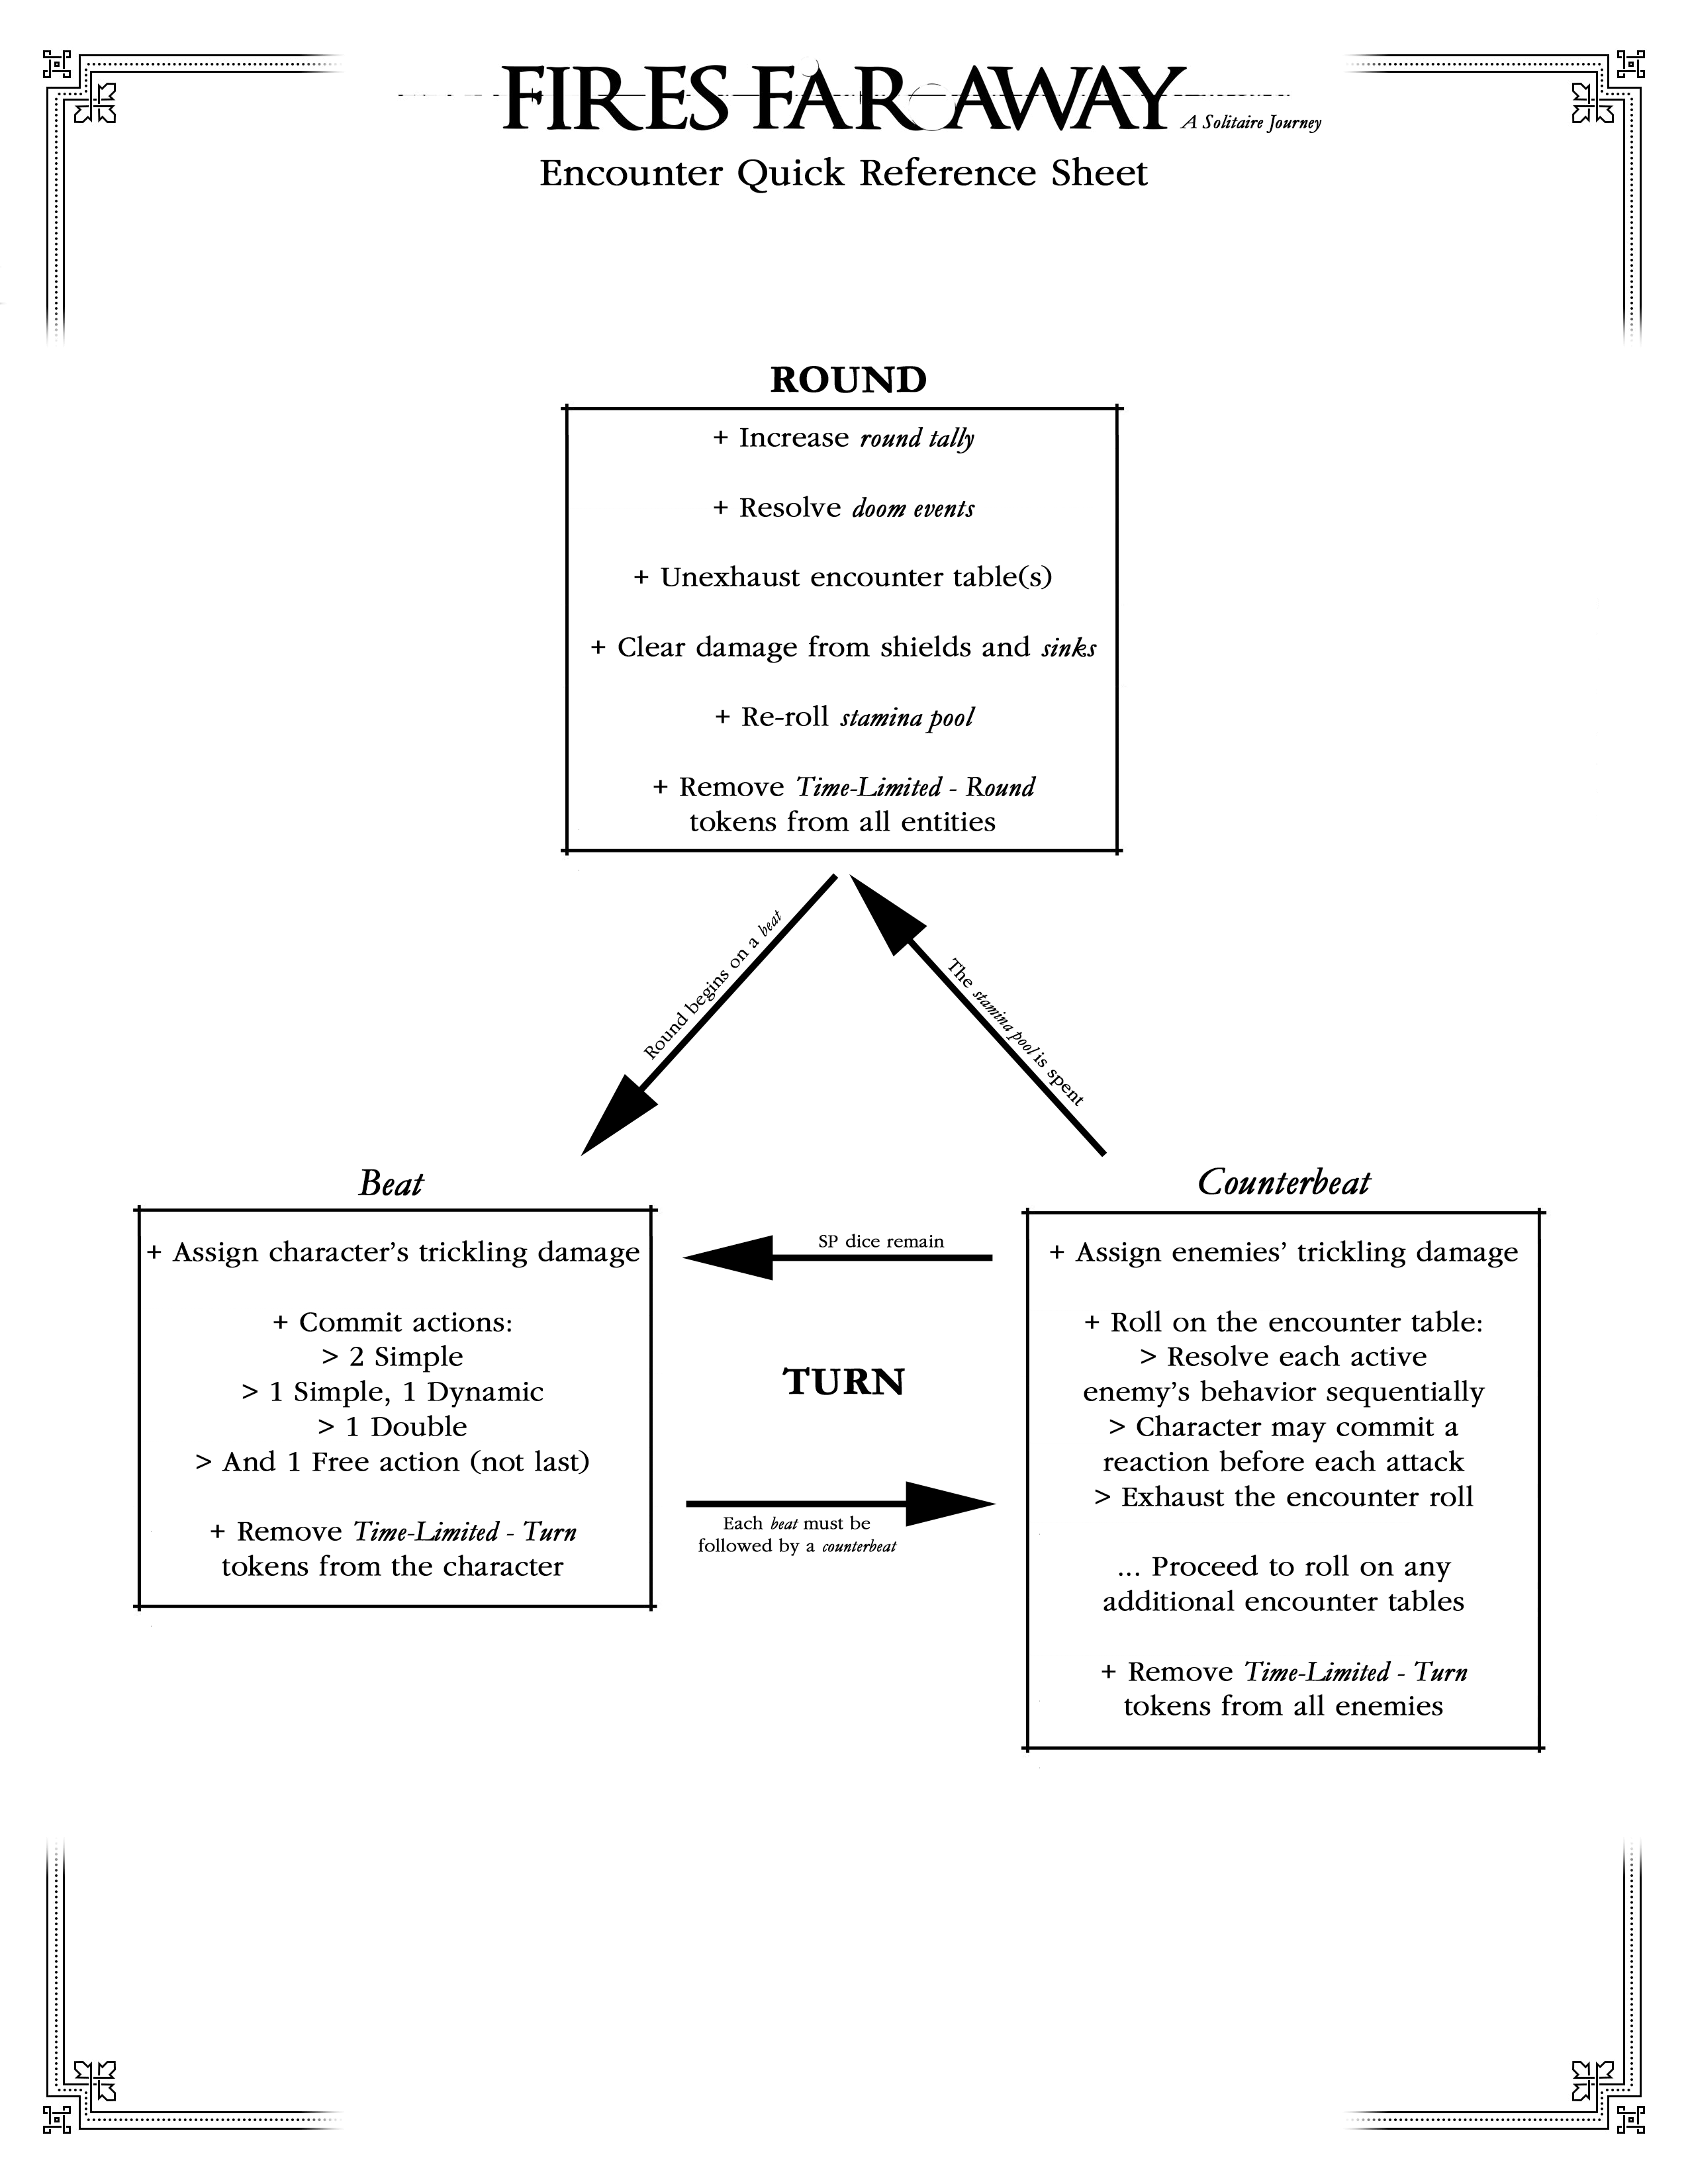 FIRES FAR AWAY
A Solitaire Journey
Encounter Quick Reference Sheet
ROUND
+ Increase round tally
+ Resolve doom events
+ Unexhaust encounter table(s)
+ Clear damage from shields and sinks
+ Re-roll stamina pool
+ Remove Time-Limited - Round
tokens from all entities
Round begins on a beat
The stamina pool is spent
Beat
+ Assign character's trickling damage
+ Commit actions:
> 2 Simple
> 1 Simple, 1 Dynamic
> 1 Double
> And 1 Free action (not last)
+ Remove Time-Limited - Turn
tokens from the character
SP dice remain
TURN
Each beat must be
followed by a counterbeat
Counterbeat
+ Assign enemies' trickling damage
+ Roll on the encounter table:
> Resolve each active
enemy's behavior sequentially
> Character may commit a
reaction before each attack
> Exhaust the encounter roll
... Proceed to roll on any
additional encounter tables
+ Remove Time-Limited - Turn
tokens from all enemies